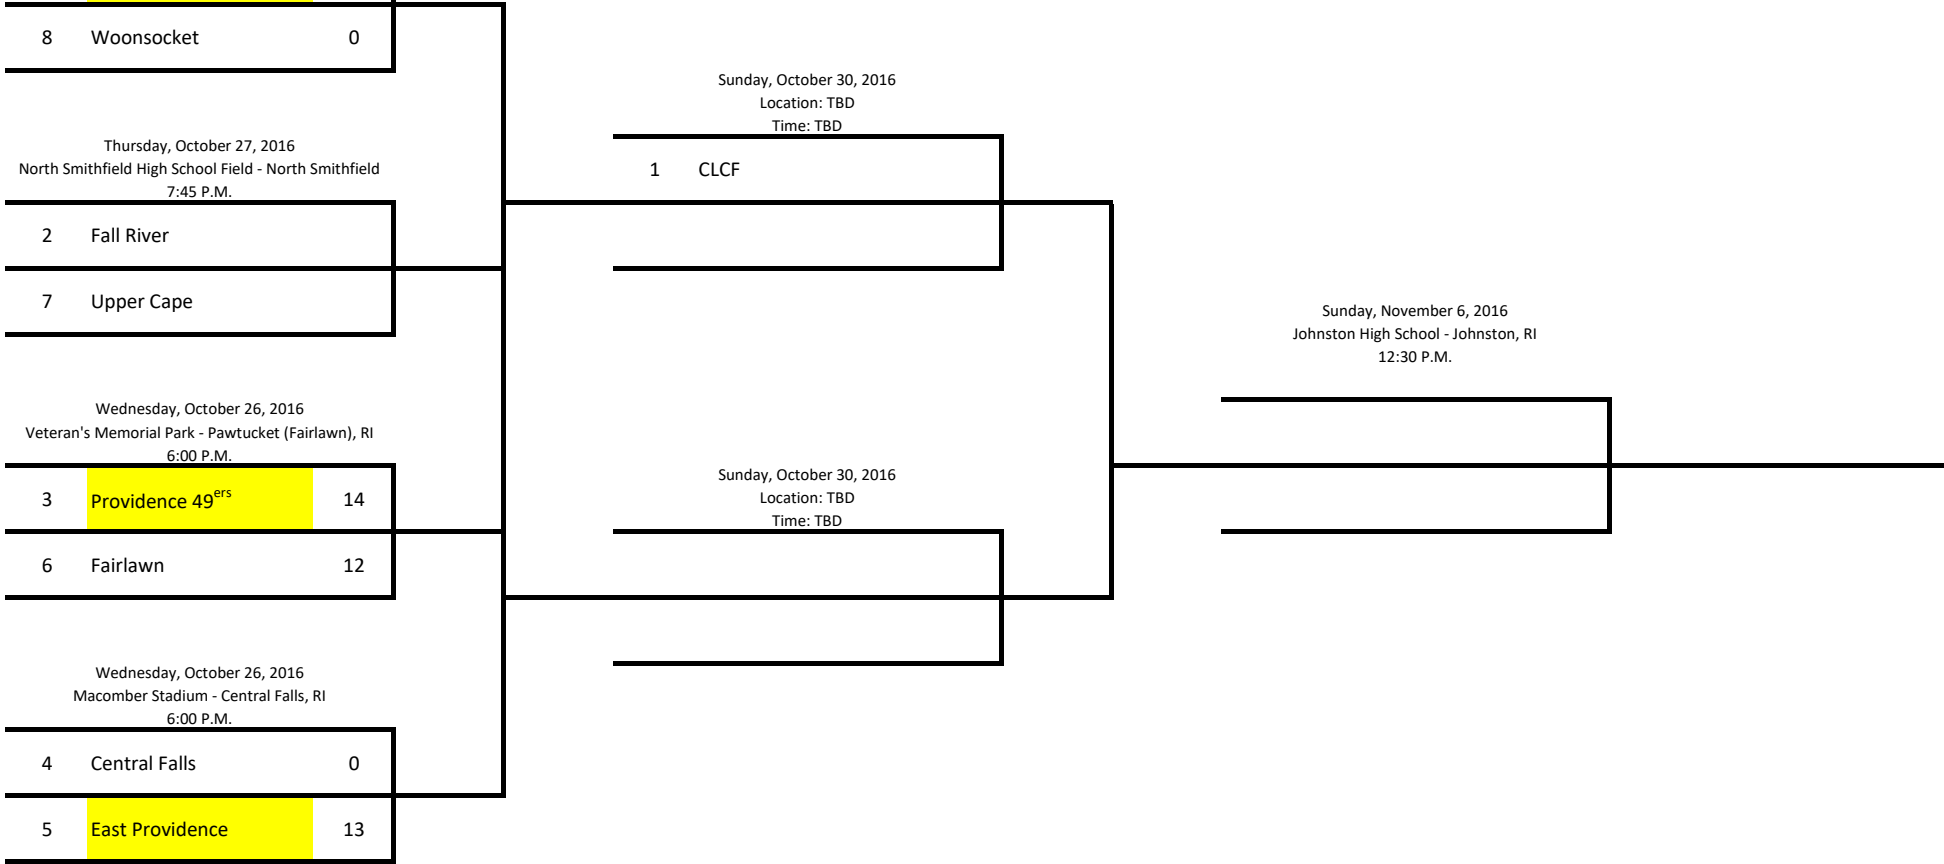 8 Woonsocket 0
Thursday, October 27, 2016
North Smithfield High School Field - North Smithfield
7:45 P.M.
2 Fall River
7 Upper Cape
Wednesday, October 26, 2016
Veteran's Memorial Park - Pawtucket (Fairlawn), RI
6:00 P.M.
3 Providence 49ers 14
6 Fairlawn 12
Wednesday, October 26, 2016
Macomber Stadium - Central Falls, RI
6:00 P.M.
4 Central Falls 0
5 East Providence 13
Sunday, October 30, 2016
Location: TBD
Time: TBD
1 CLCF
Sunday, October 30, 2016
Location: TBD
Time: TBD
Sunday, November 6, 2016
Johnston High School - Johnston, RI
12:30 P.M.